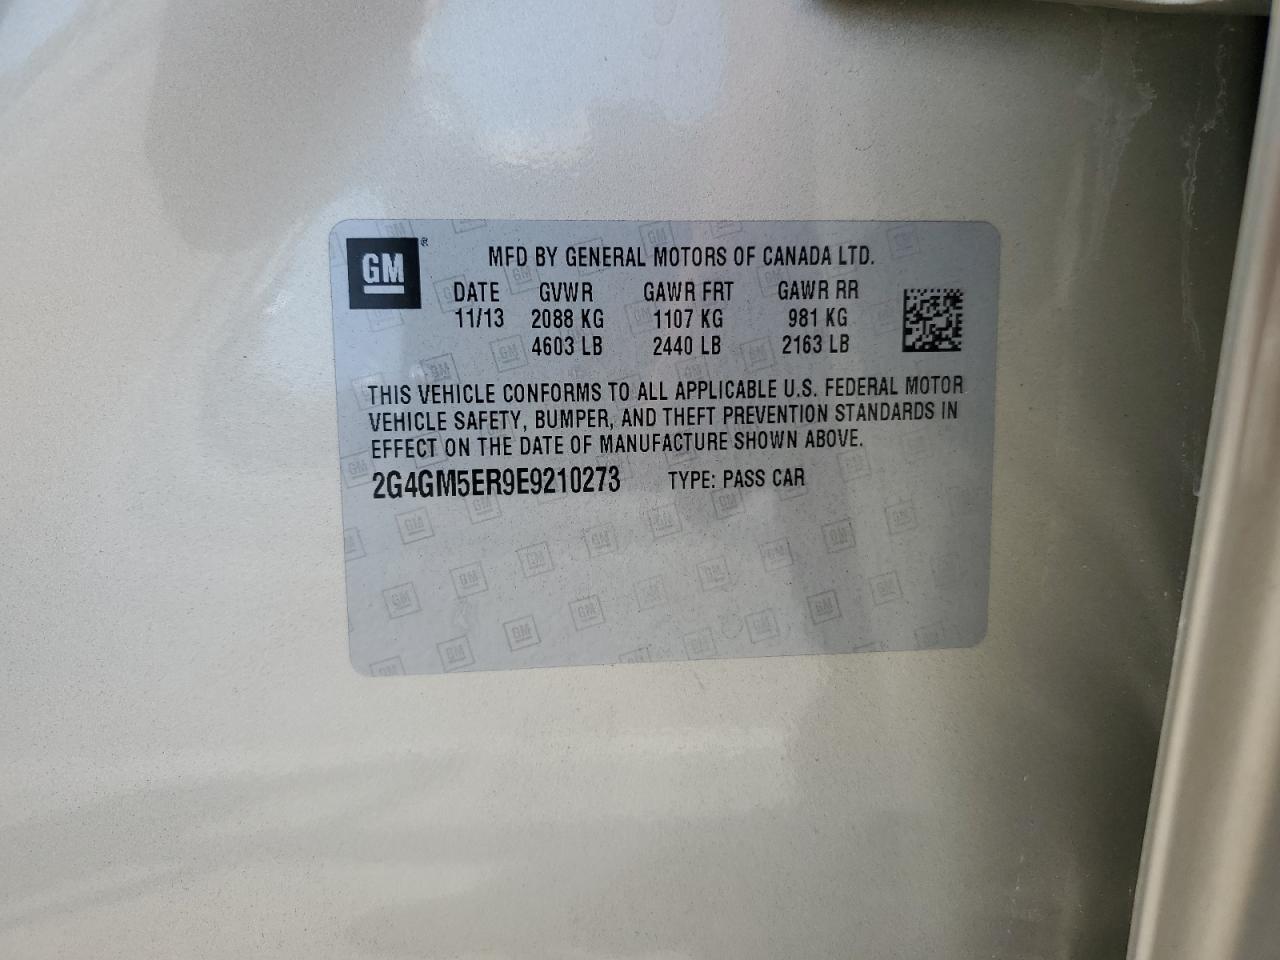 GM ®
MFD BY GENERAL MOTORS OF CANADA LTD.
DATE GVWR GAWR FRT GAWR RR
11/13 2088 KG 1107 KG 981 KG
4603 LB 2440 LB 2163 LB
THIS VEHICLE CONFORMS TO ALL APPLICABLE U.S. FEDERAL MOTOR
VEHICLE SAFETY, BUMPER, AND THEFT PREVENTION STANDARDS IN
EFFECT ON THE DATE OF MANUFACTURE SHOWN ABOVE.
2G4GM5ER9E9210273 TYPE: PASS CAR